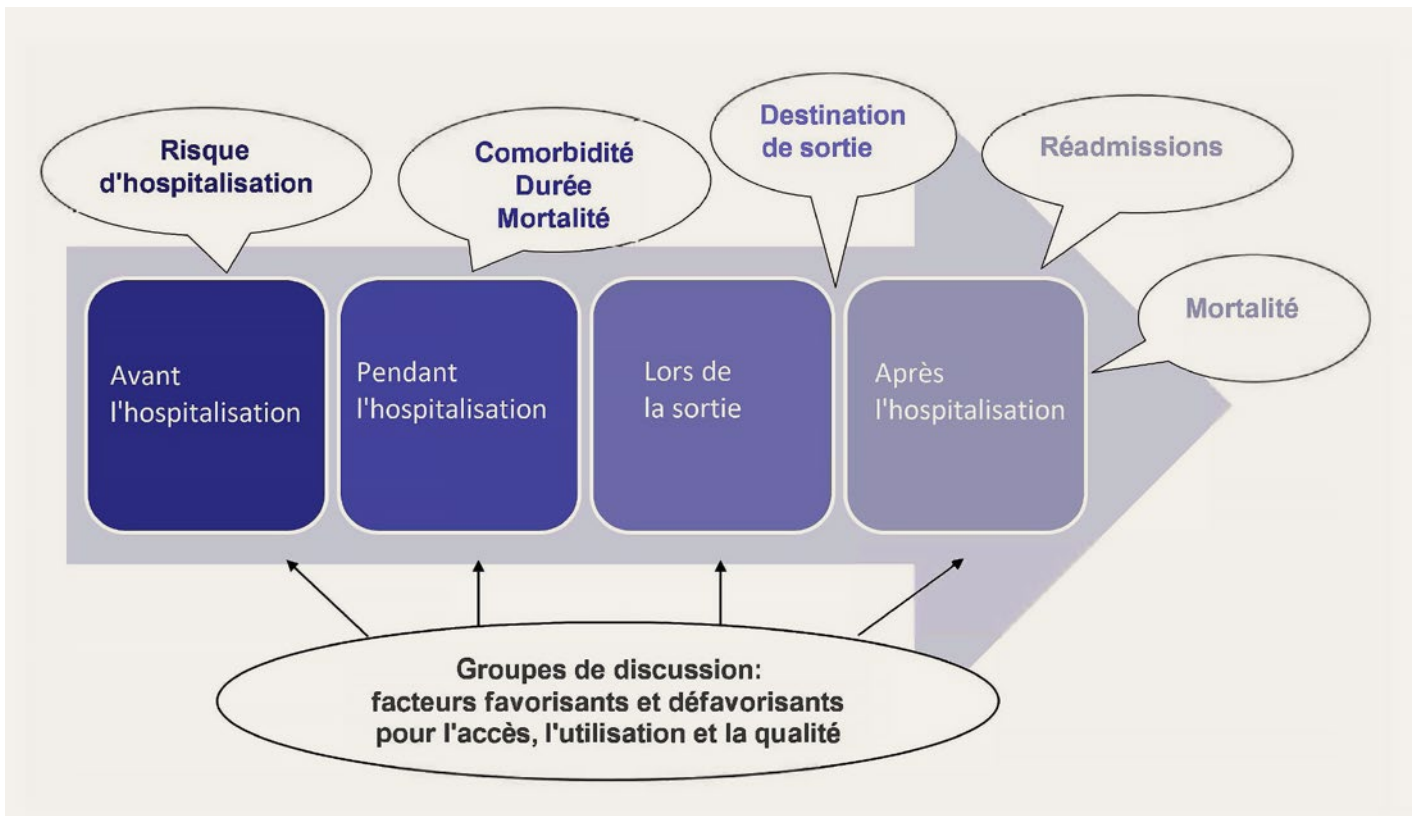 Risque
d'hospitalisation
Comorbidité
Durée
Mortalité
Destination
de sortie
Réadmissions
Mortalité
Avant
l'hospitalisation
Pendant
l'hospitalisation
Lors de
la sortie
Après
l'hospitalisation
Groupes de discussion:
facteurs favorisants et défavorisants
pour l'accès, l'utilisation et la qualité